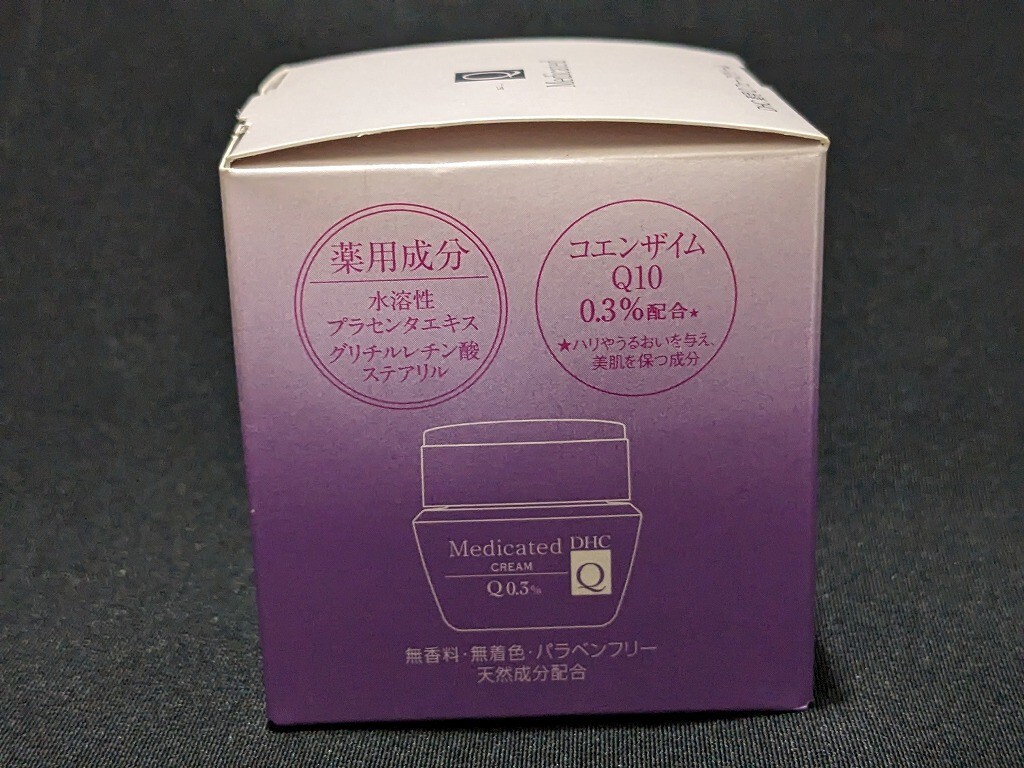 Q
Medicated
薬用成分
水溶性
プラセンタエキス
グリチルレチン酸
ステアリル
コエンザイム
Q10
0.3%配合★
★ハリやうるおいを与え、
美肌を保つ成分
Medicated DHC
CREAM
Q
Q0.3%
無香料・無着色・パラベンフリー
天然成分配合